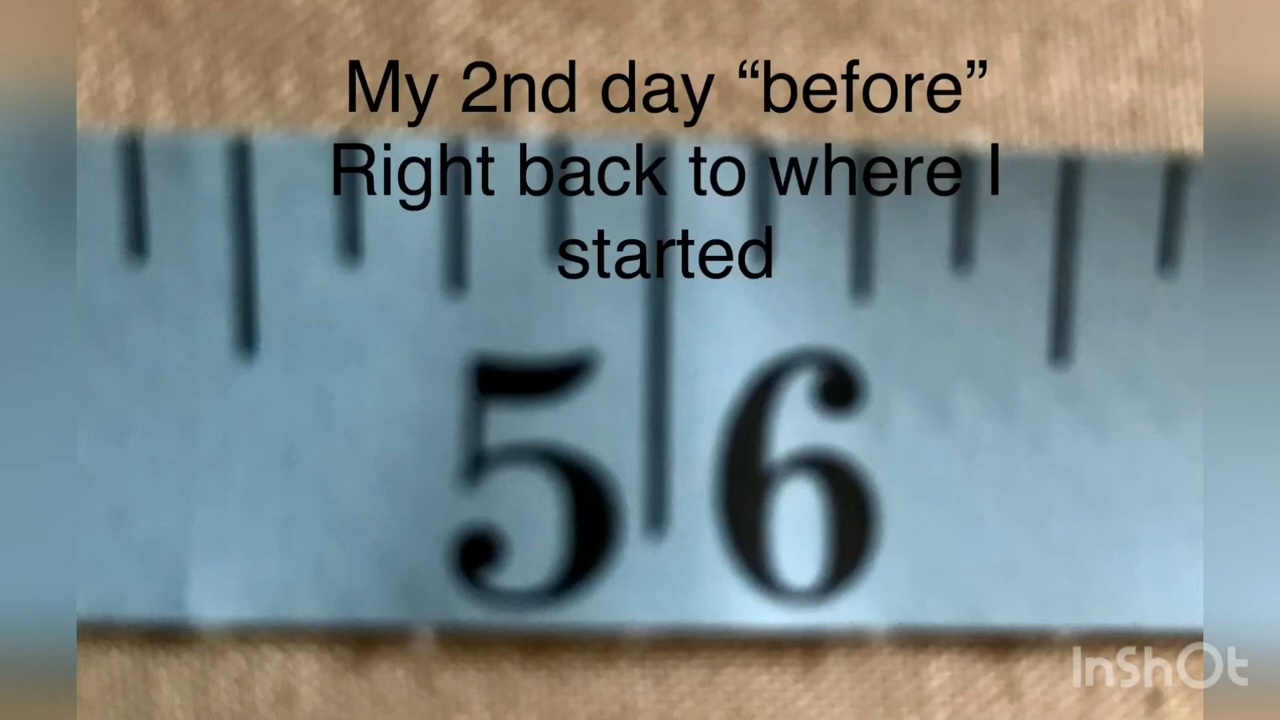 My 2nd day “before”
Right back to where I
started
56
InShOt